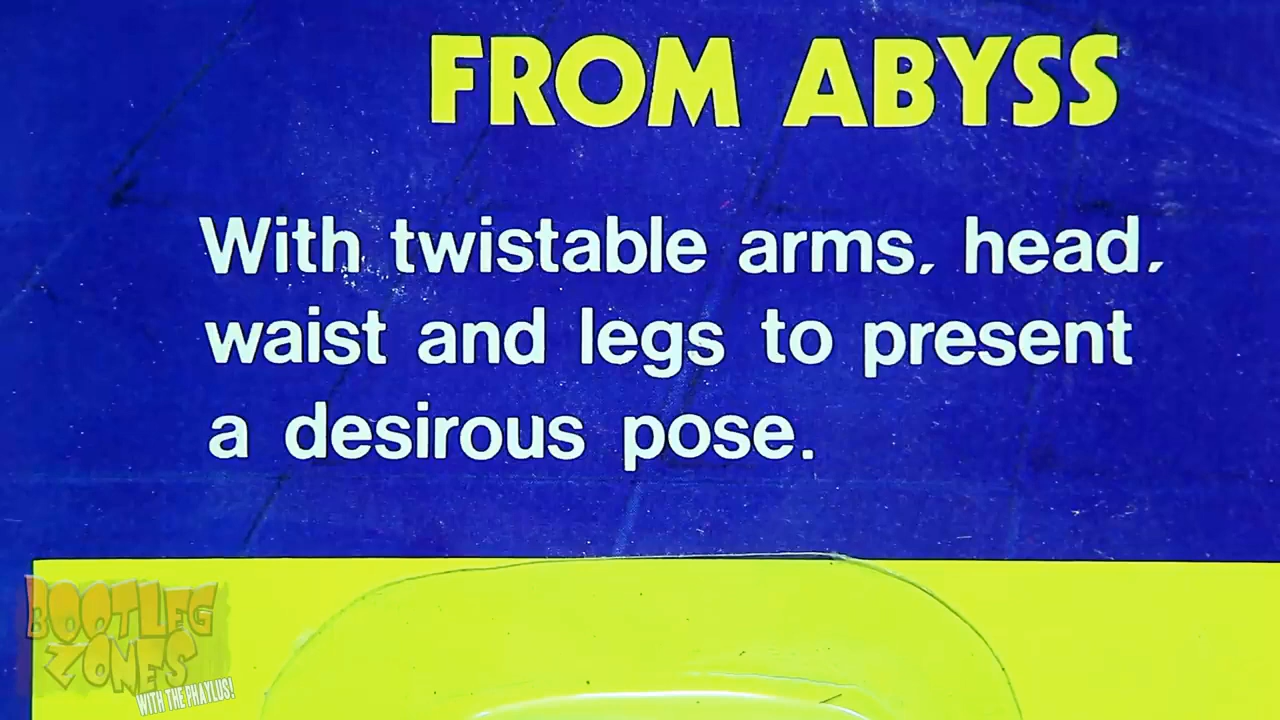 FROM ABYSS
With twistable arms, head,
waist and legs to present
a desirous pose.
BOOTLEG
ZONES
WITH THE PHAYLUS!